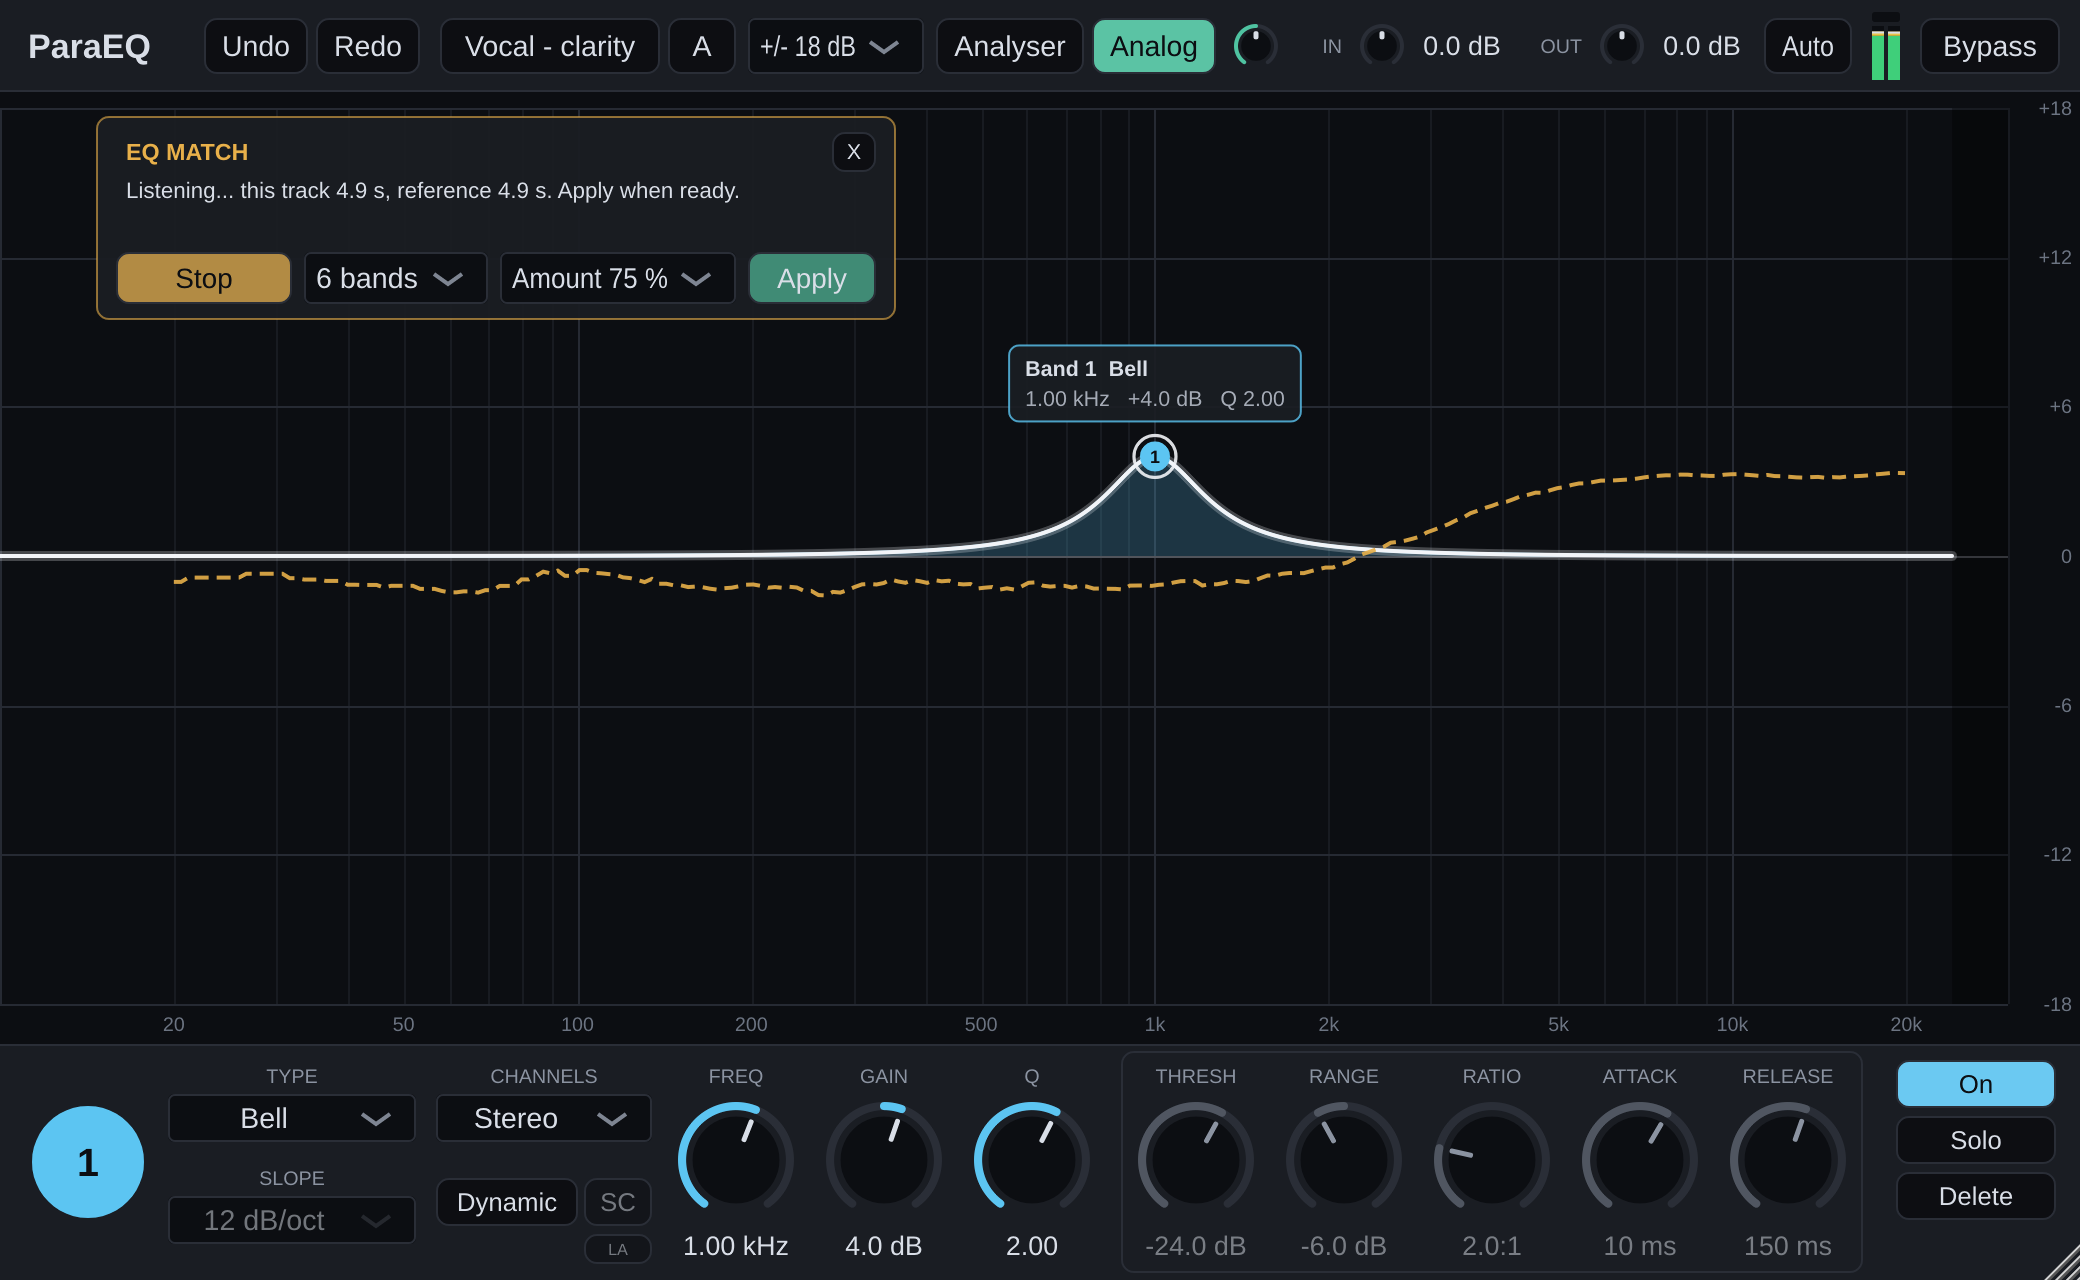 ParaEQ Undo Redo Vocal - clarity A +/- 18 dB Analyser Analog IN 0.0 dB OUT 0.0 dB Auto Bypass
+18
EQ MATCH X
Listening... this track 4.9 s, reference 4.9 s. Apply when ready.
+12
Stop 6 bands Amount 75 % Apply
Band 1 Bell
1.00 kHz +4.0 dB Q 2.00
+6
1
0
-6
-12
-18
20 50 100 200 500 1k 2k 5k 10k 20k
TYPE CHANNELS FREQ GAIN Q THRESH RANGE RATIO ATTACK RELEASE On
Bell Stereo
Solo
1
SLOPE
Dynamic SC Delete
12 dB/oct
LA 1.00 kHz 4.0 dB 2.00 -24.0 dB -6.0 dB 2.0:1 10 ms 150 ms